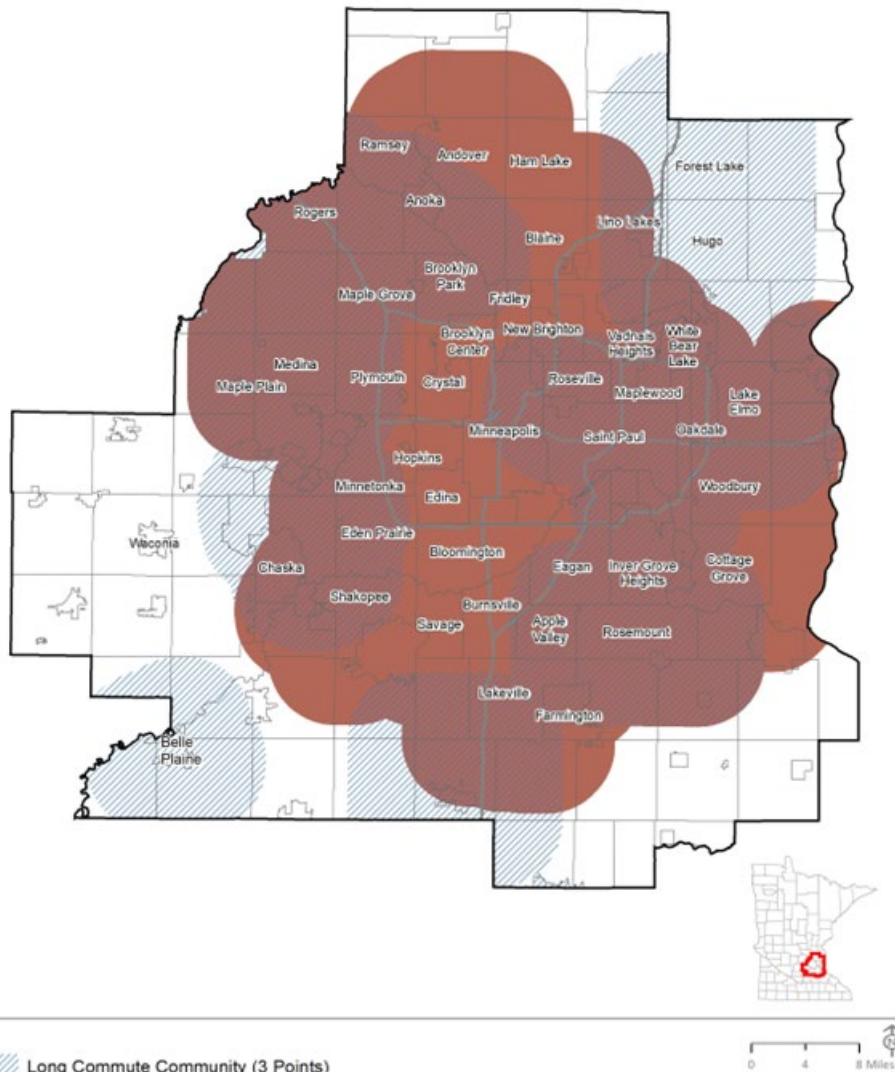 Ramsey
Andover
Ham Lake
Forest Lake
Anoka
Rogers
Lino Lakes
Blaine
Hugo
Brooklyn
Park
Maple Grove
Fridley
Brooklyn
Center
New Brighton
Vadnais
Heights
White
Bear
Lake
Medina
Maple Plain
Plymouth
Crystal
Roseville
Maplewood
Lake
Elmo
Minneapolis
Saint Paul
Oakdale
Hopkins
Minnetonka
Edina
Woodbury
Waconia
Eden Prairie
Bloomington
Chaska
Eagan
Inver Grove
Heights
Cottage
Grove
Shakopee
Burnsville
Savage
Apple
Valley
Rosemount
Lakeville
Farmington
Belle
Plaine
Long Commute Community (3 Points)
N
0 4 8 Miles